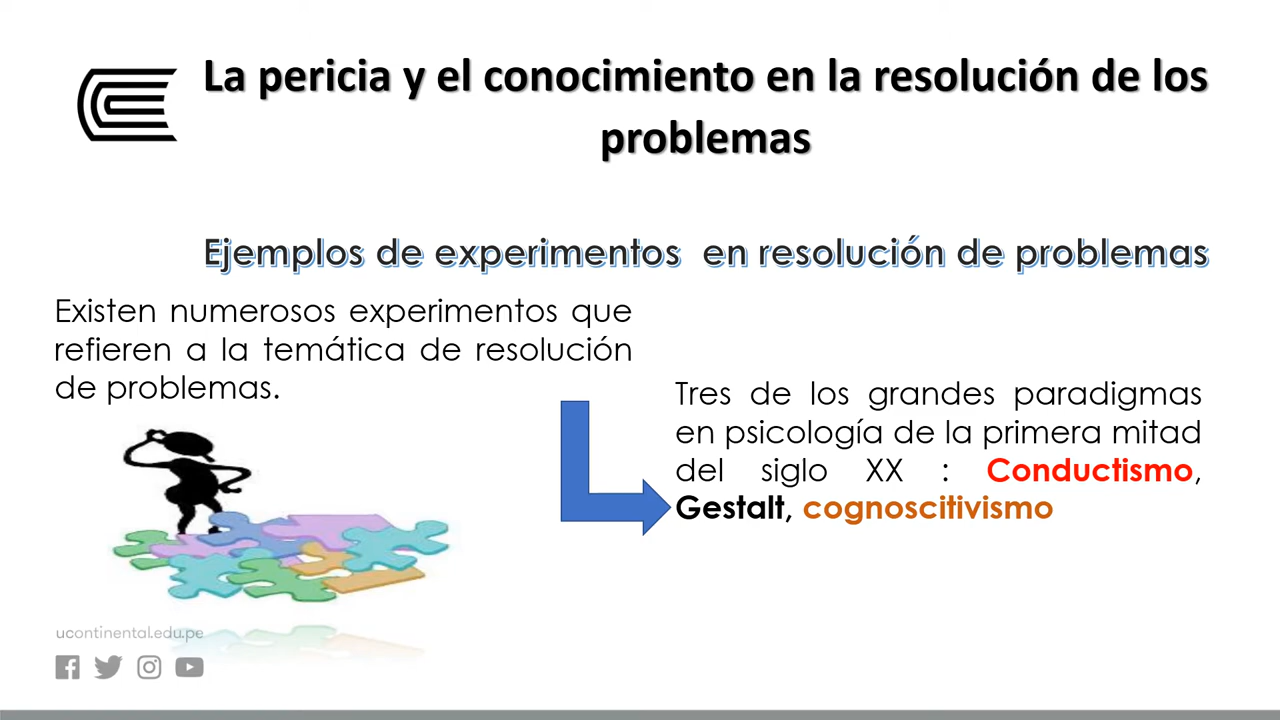 La pericia y el conocimiento en la resolución de los
problemas
Ejemplos de experimentos en resolución de problemas
Existen numerosos experimentos que
refieren a la temática de resolución
de problemas.
Tres de los grandes paradigmas
en psicología de la primera mitad
del siglo XX : Conductismo,
Gestalt, cognoscitivismo
ucontinental.edu.pe